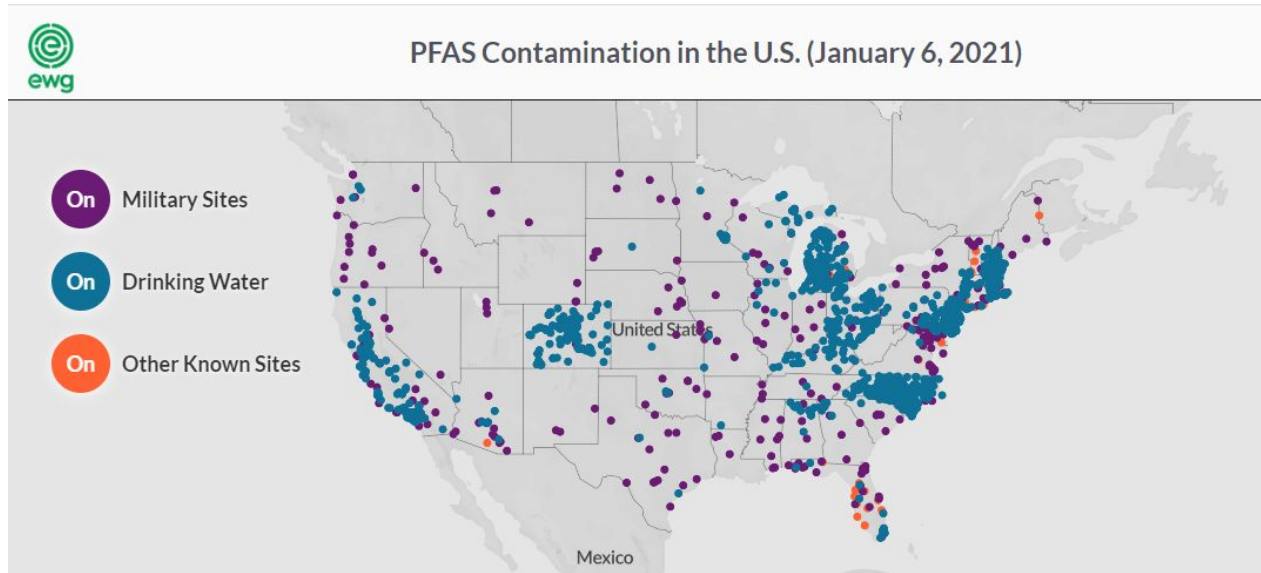 ewg
PFAS Contamination in the U.S. (January 6, 2021)
On Military Sites
On Drinking Water
On Other Known Sites
United States
Mexico